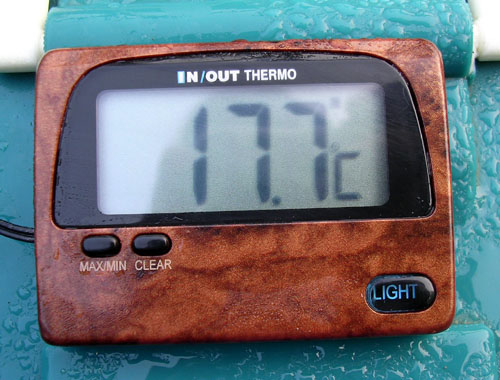 IN/OUT THERMO
17.7°C
MAX/MIN CLEAR
LIGHT